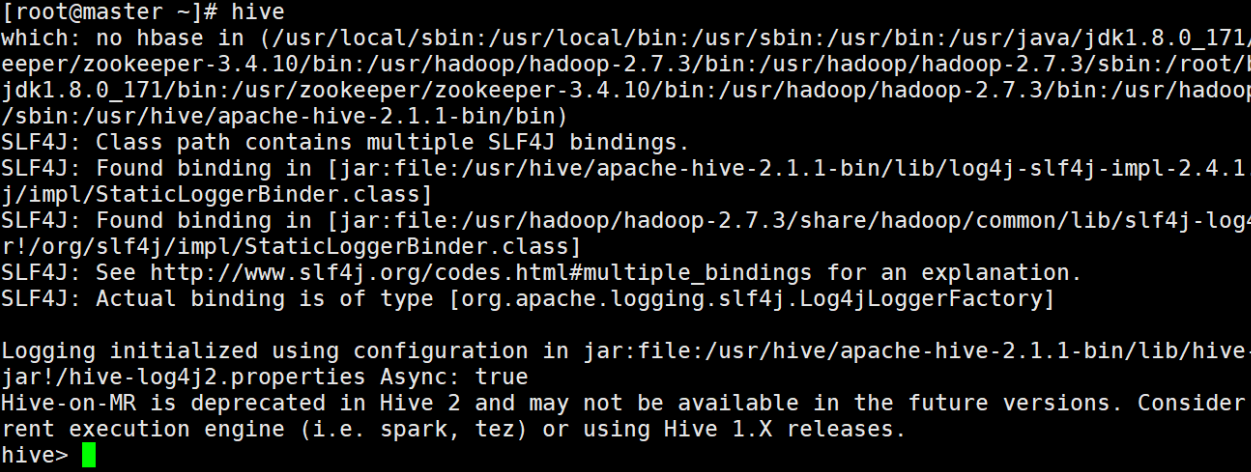 [root@master ~]# hive
which: no hbase in (/usr/local/sbin:/usr/local/bin:/usr/sbin:/usr/bin:/usr/java/jdk1.8.0_171/
eeper/zookeeper-3.4.10/bin:/usr/hadoop/hadoop-2.7.3/bin:/usr/hadoop/hadoop-2.7.3/sbin:/root/b
jdk1.8.0_171/bin:/usr/zookeeper/zookeeper-3.4.10/bin:/usr/hadoop/hadoop-2.7.3/bin:/usr/hadoop
/sbin:/usr/hive/apache-hive-2.1.1-bin/bin)
SLF4J: Class path contains multiple SLF4J bindings.
SLF4J: Found binding in [jar:file:/usr/hive/apache-hive-2.1.1-bin/lib/log4j-slf4j-impl-2.4.1.
j/impl/StaticLoggerBinder.class]
SLF4J: Found binding in [jar:file:/usr/hadoop/hadoop-2.7.3/share/hadoop/common/lib/slf4j-log4
r!/org/slf4j/impl/StaticLoggerBinder.class]
SLF4J: See http://www.slf4j.org/codes.html#multiple_bindings for an explanation.
SLF4J: Actual binding is of type [org.apache.logging.slf4j.Log4jLoggerFactory]
Logging initialized using configuration in jar:file:/usr/hive/apache-hive-2.1.1-bin/lib/hive-
jar!/hive-log4j2.properties Async: true
Hive-on-MR is deprecated in Hive 2 and may not be available in the future versions. Consider
rent execution engine (i.e. spark, tez) or using Hive 1.X releases.
hive>